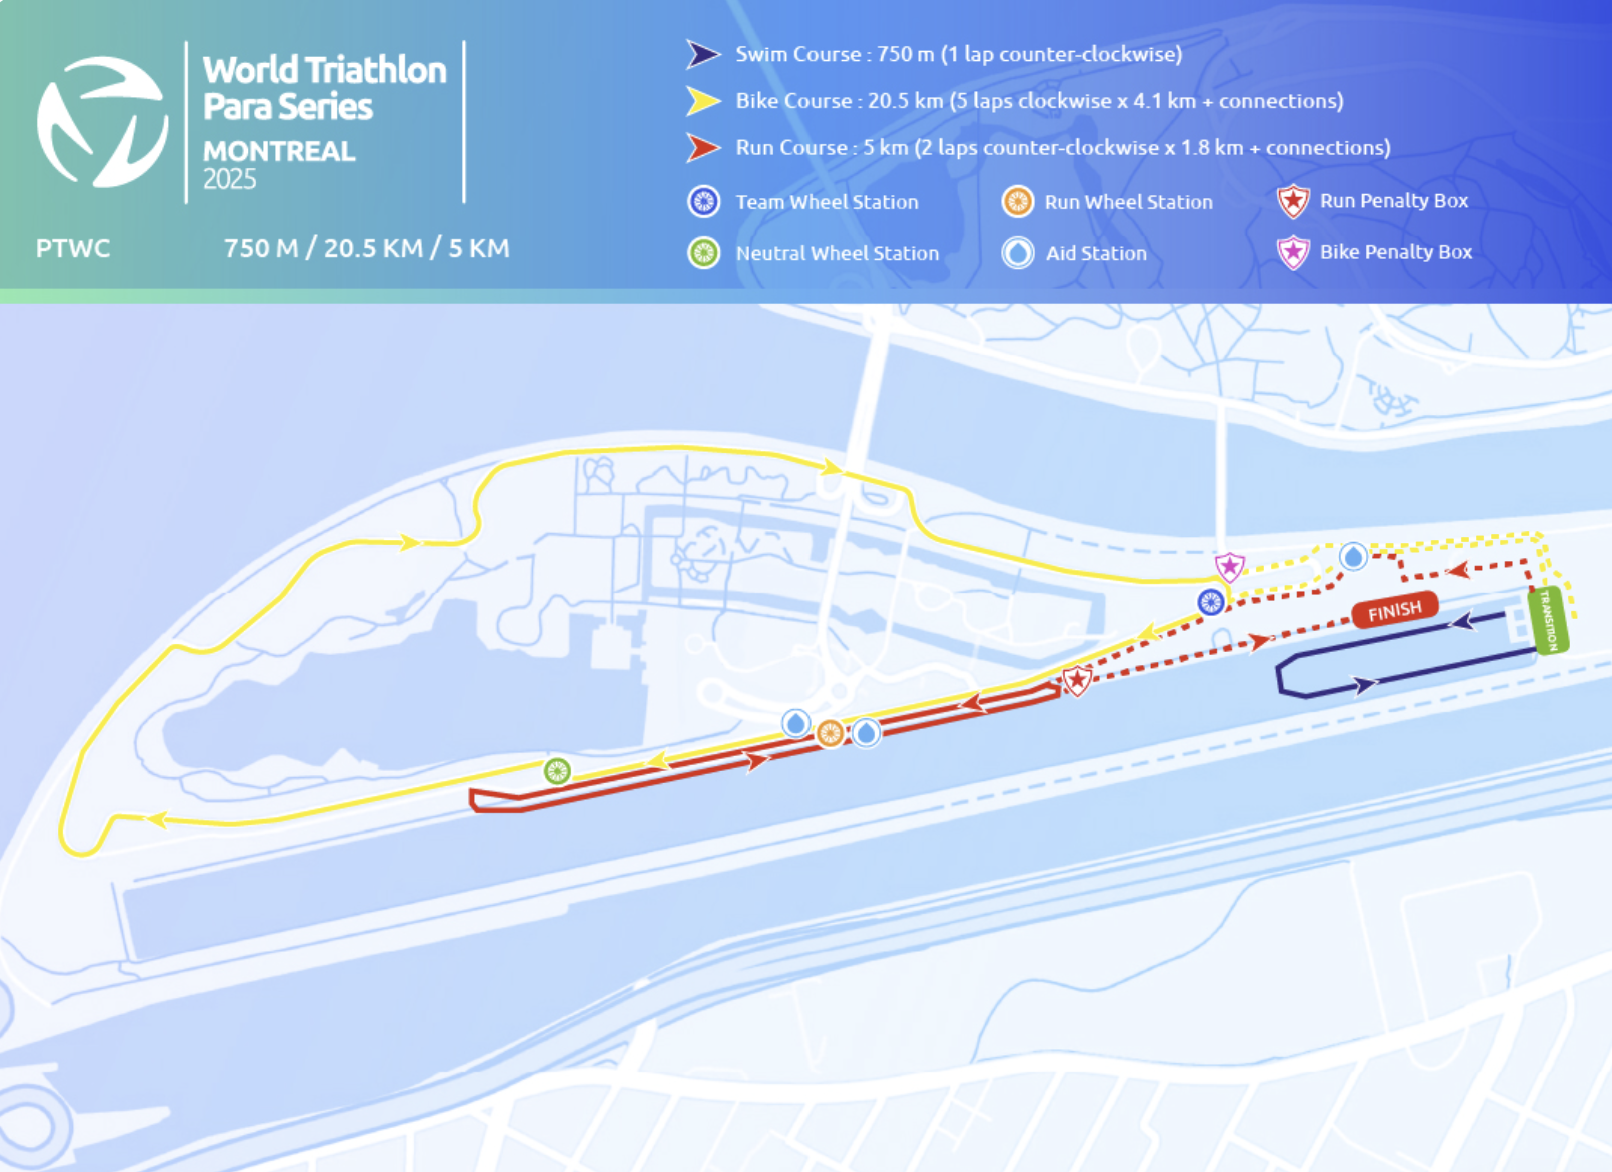 World Triathlon
Para Series
MONTREAL
2025
PTWC
750 M / 20.5 KM / 5 KM
Swim Course : 750 m (1 lap counter-clockwise)
Bike Course : 20.5 km (5 laps clockwise x 4.1 km + connections)
Run Course : 5 km (2 laps counter-clockwise x 1.8 km + connections)
Team Wheel Station
Run Wheel Station
Run Penalty Box
Neutral Wheel Station
Aid Station
Bike Penalty Box
FINISH
TRANSITION